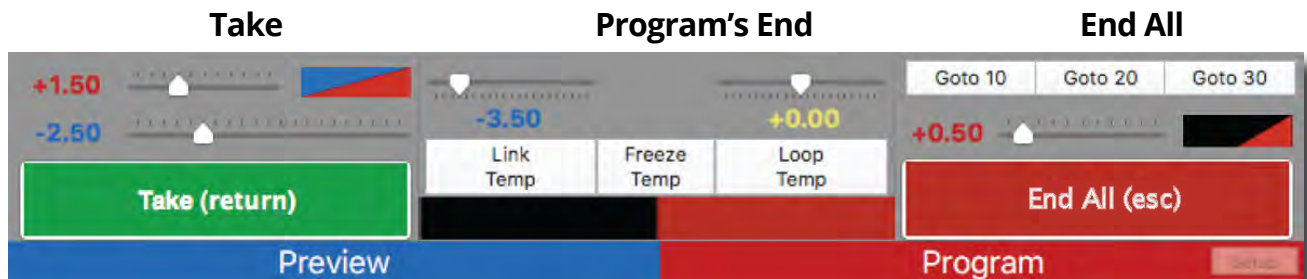 Take
Program’s End
End All
+1.50
-2.50
Take (return)
-3.50
+0.00
Link
Temp
Freeze
Temp
Loop
Temp
Goto 10
Goto 20
Goto 30
+0.50
End All (esc)
Preview
Program
Setup